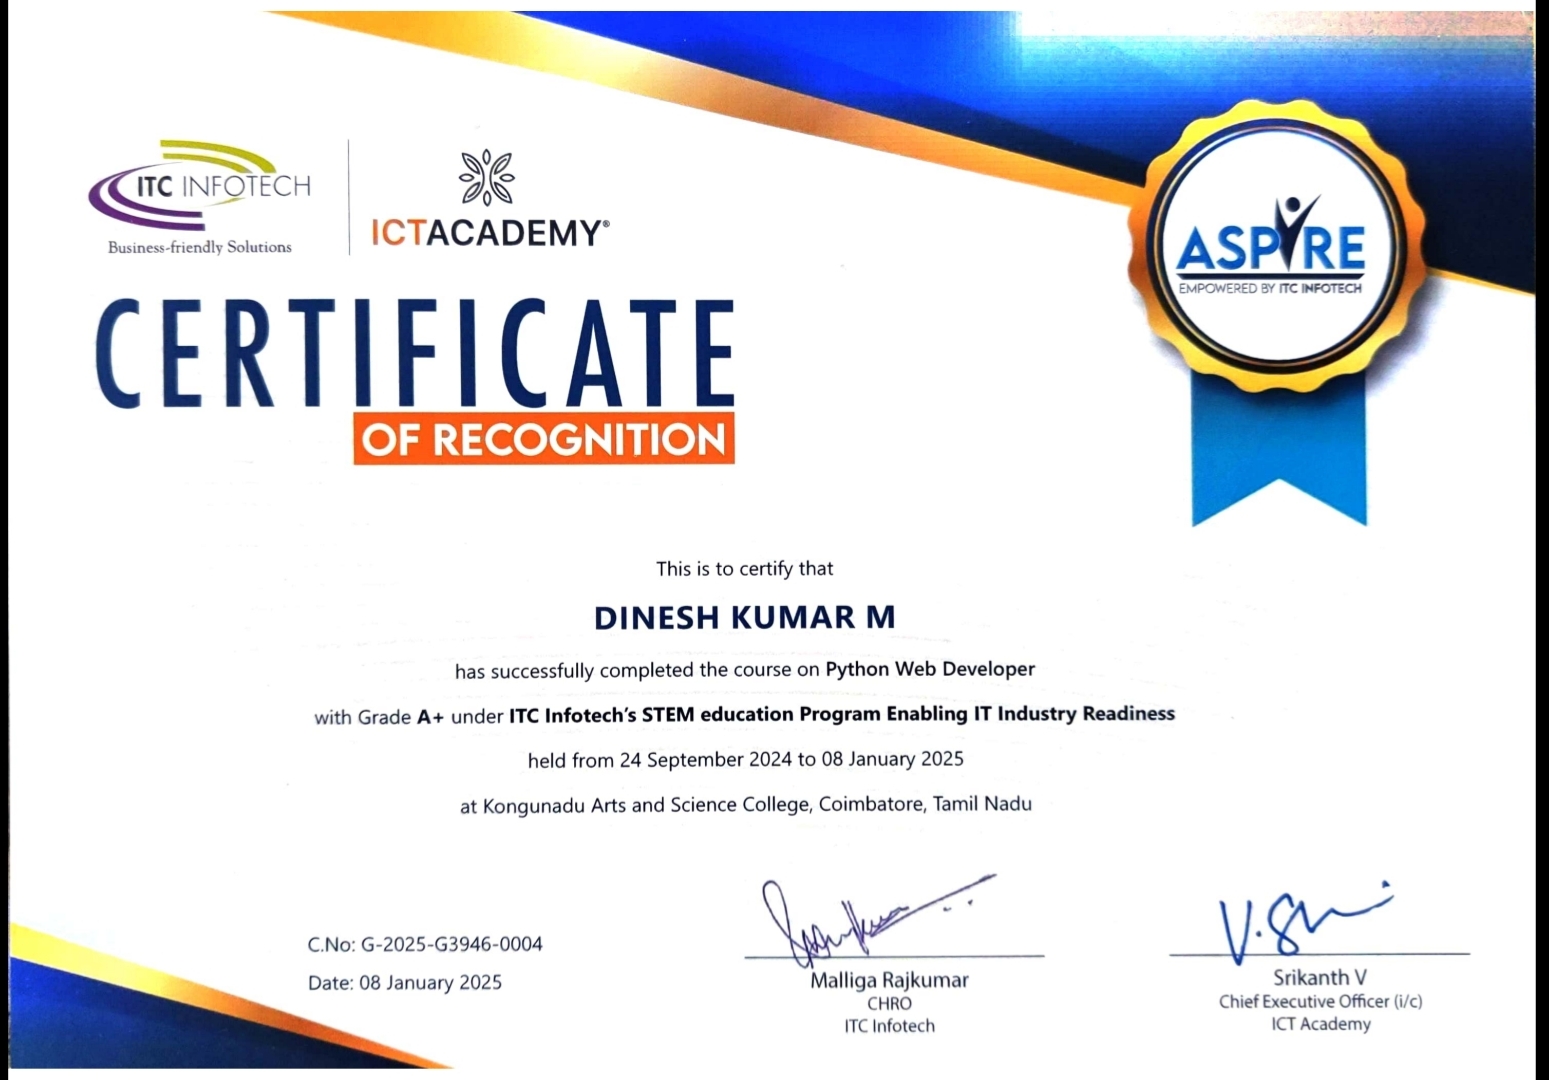 ITC INFOTECH
Business-friendly Solutions
ICTACADEMY®
ASPIRE
EMPOWERED BY ITC INFOTECH
CERTIFICATE
OF RECOGNITION
This is to certify that
DINESH KUMAR M
has successfully completed the course on Python Web Developer
with Grade A+ under ITC Infotech’s STEM education Program Enabling IT Industry Readiness
held from 24 September 2024 to 08 January 2025
at Kongunadu Arts and Science College, Coimbatore, Tamil Nadu
C.No: G-2025-G3946-0004
Date: 08 January 2025
Malliga Rajkumar
CHRO
ITC Infotech
Srikanth V
Chief Executive Officer (i/c)
ICT Academy